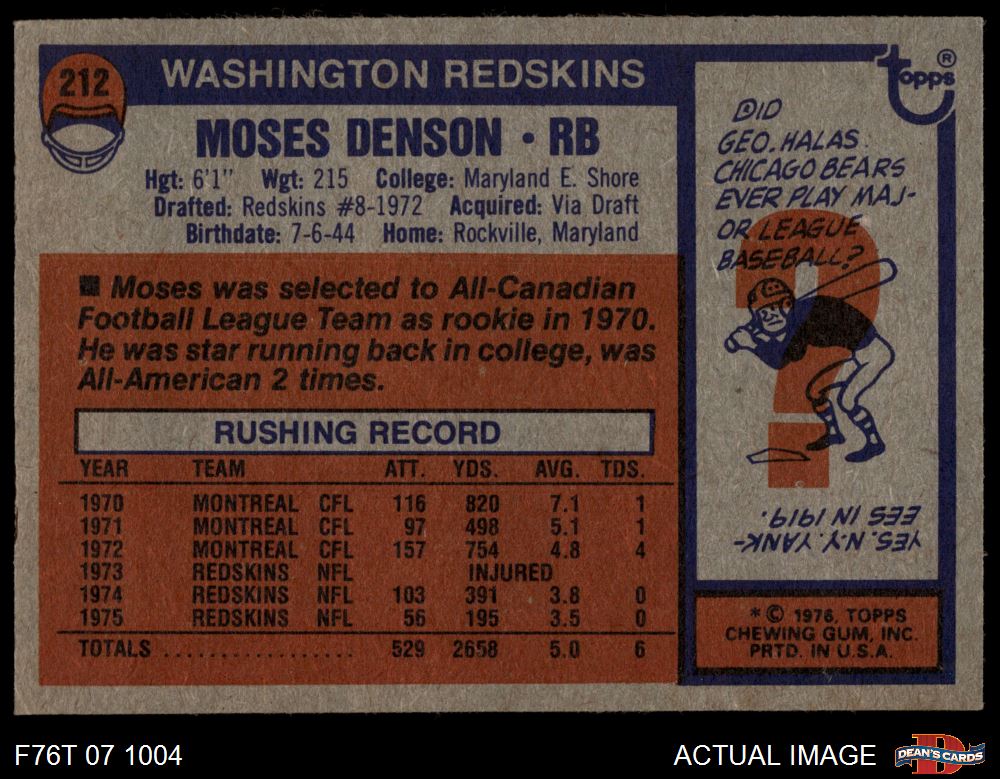 212
WASHINGTON REDSKINS
MOSES DENSON • RB
Hgt: 6'1" Wgt: 215 College: Maryland E. Shore
Drafted: Redskins #8-1972 Acquired: Via Draft
Birthdate: 7-6-44 Home: Rockville, Maryland
■ Moses was selected to All-Canadian
Football League Team as rookie in 1970.
He was star running back in college, was
All-American 2 times.
RUSHING RECORD
YEAR TEAM ATT. YDS. AVG. TDS.
1970 MONTREAL CFL 116 820 7.1 1
1971 MONTREAL CFL 97 498 5.1 1
1972 MONTREAL CFL 157 754 4.8 4
1973 REDSKINS NFL INJURED
1974 REDSKINS NFL 103 391 3.8 0
1975 REDSKINS NFL 56 195 3.5 0
TOTALS .................. 529 2658 5.0 6
topps®
DID
GEO. HALAS
CHICAGO BEARS
EVER PLAY MAJ-
OR LEAGUE
BASEBALL?
?
YES. N.Y. YANK-
EES IN 1919.
* © 1976, TOPPS
CHEWING GUM, INC.
PRTD. IN U.S.A.
F76T 07 1004
ACTUAL IMAGE
DEAN'S CARDS